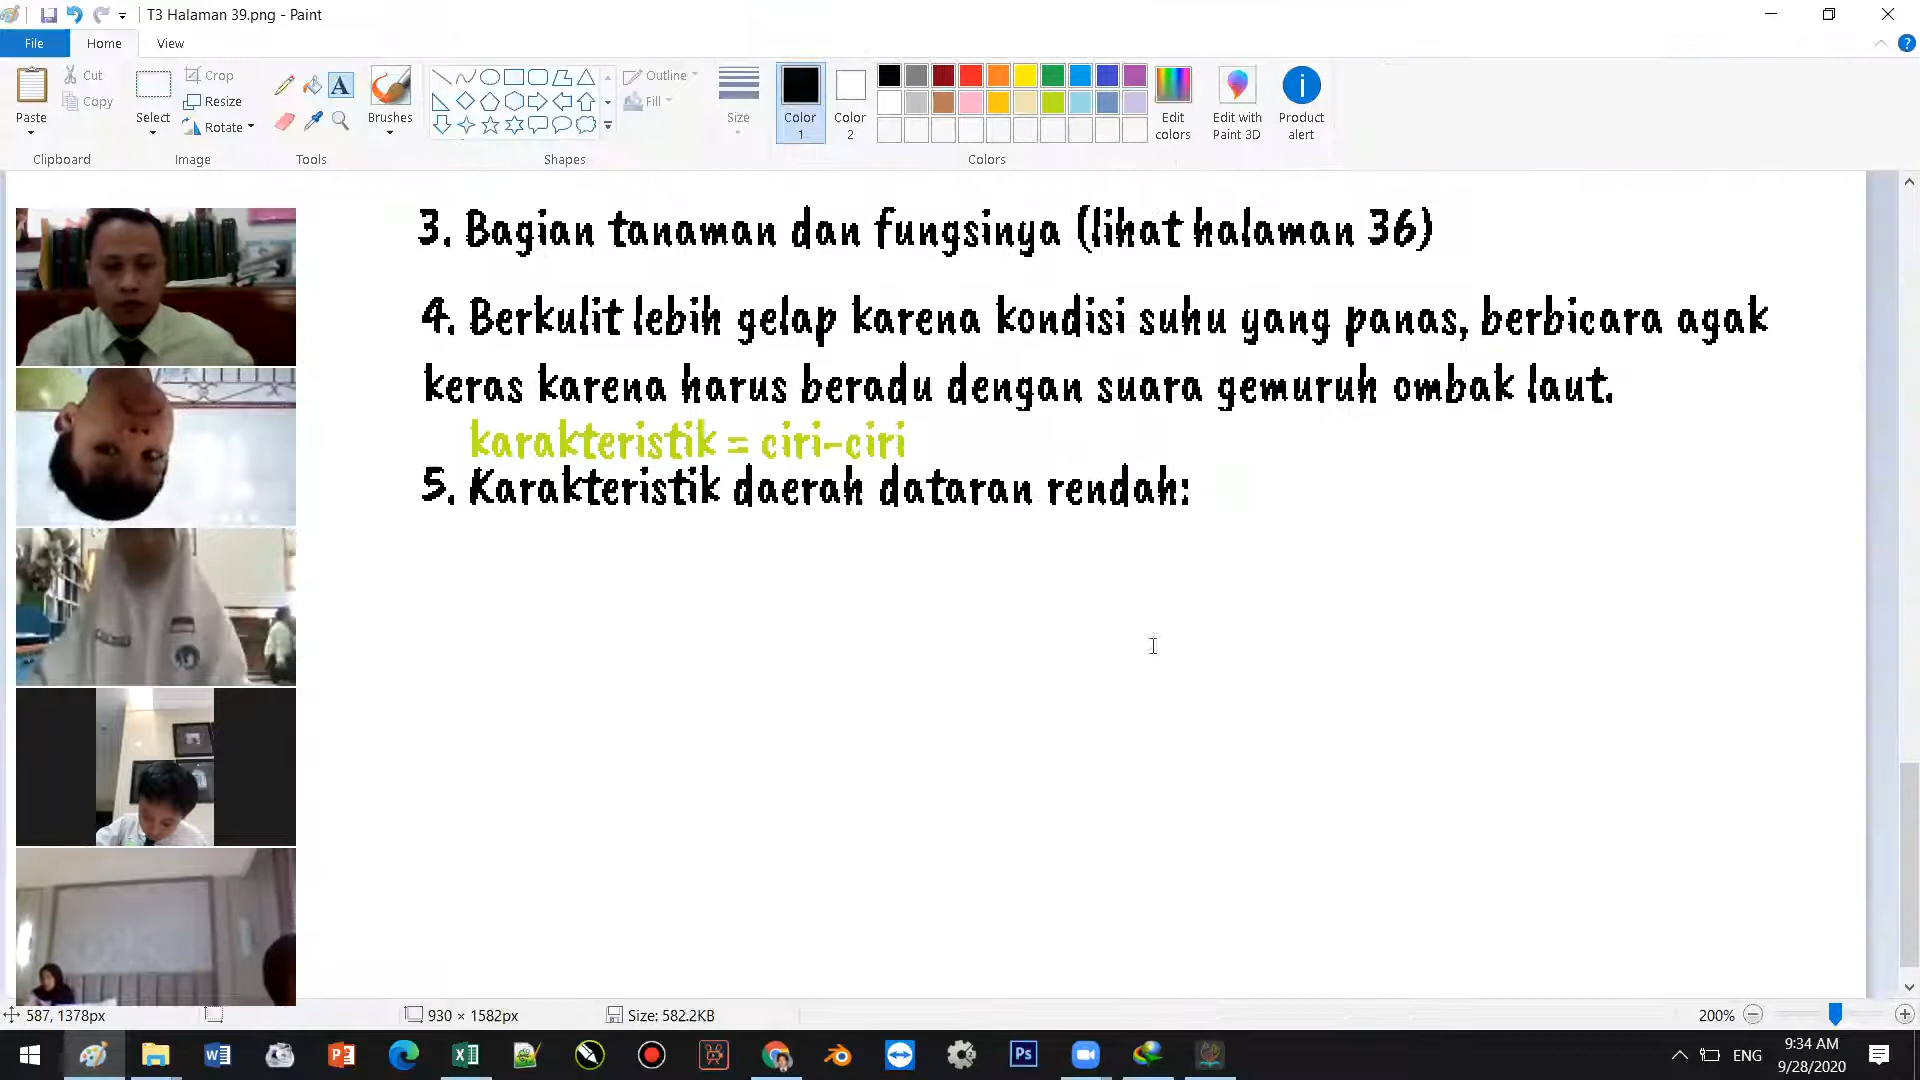 T3 Halaman 39.png - Paint
File
Home
View
Paste
Cut
Copy
Clipboard
Select
Crop
Resize
Rotate
Image
A
Tools
Brushes
Outline
Fill
Shapes
Size
Color 1
Color 2
Edit colors
Edit with Paint 3D
Product alert
Colors
3. Bagian tanaman dan fungsinya (lihat halaman 36)
4. Berkulit lebih gelap karena kondisi suhu yang panas, berbicara agak
keras karena harus beradu dengan suara gemuruh ombak laut.
karakteristik = ciri-ciri
5. Karakteristik daerah dataran rendah:
587, 1378px
930 × 1582px
Size: 582.2KB
200%
Ps
ENG
9:34 AM
9/28/2020